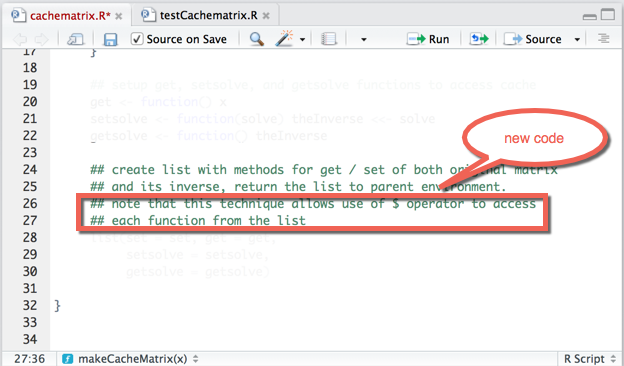 cachematrix.R*
testCachematrix.R
Source on Save
Run
Source
17 }
18
19 ## setup get, setsolve, and getsolve functions to access cache
20 get <- function() x
21 setsolve <- function(solve) theInverse <<- solve
22 getsolve <- function() theInverse
new code
23
24 ## create list with methods for get / set of both original matrix
25 ## and its inverse, return the list to parent environment.
26 ## note that this technique allows use of $ operator to access
27 ## each function from the list
28 set = set, get = get,
29 setsolve = setsolve,
30 getsolve = getsolve)
31
32 }
33
34
27:36 makeCacheMatrix(x) R Script